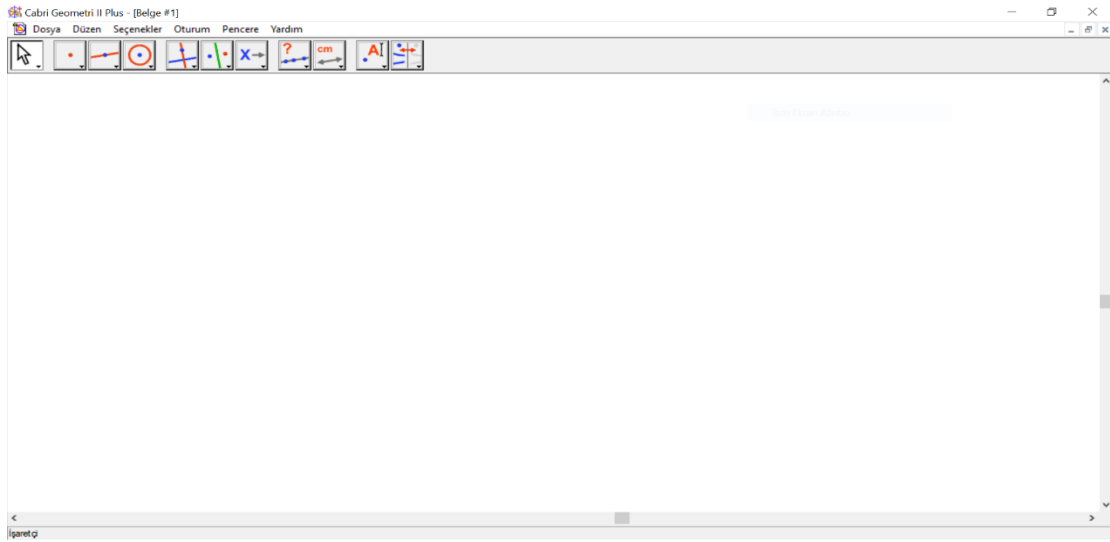 Cabri Geometri II Plus - [Belge #1]
Dosya Düzen Seçenekler Oturum Pencere Yardım
? cm A
X
İşaretçi